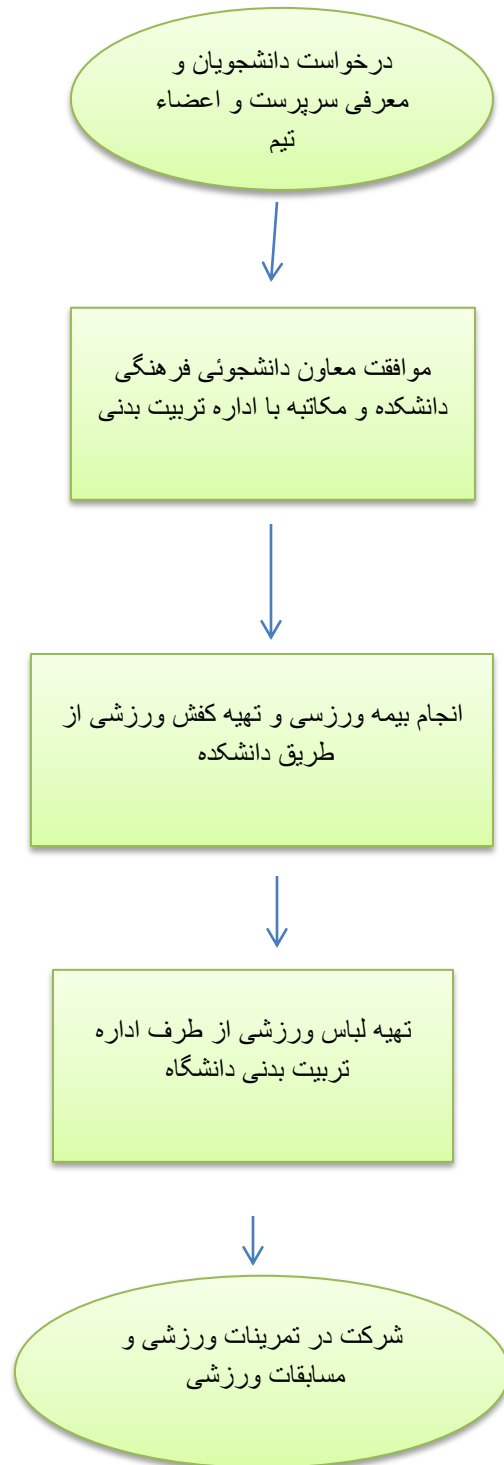 درخواست دانشجویان و
معرفی سرپرست و اعضاء
تیم
موافقت معاون دانشجوئی فرهنگی
دانشکده و مکاتبه با اداره تربیت بدنی
انجام بیمه ورزسی و تهیه کفش ورزشی از
طریق دانشکده
تهیه لباس ورزشی از طرف اداره
تربیت بدنی دانشگاه
شرکت در تمرینات ورزشی و
مسابقات ورزشی